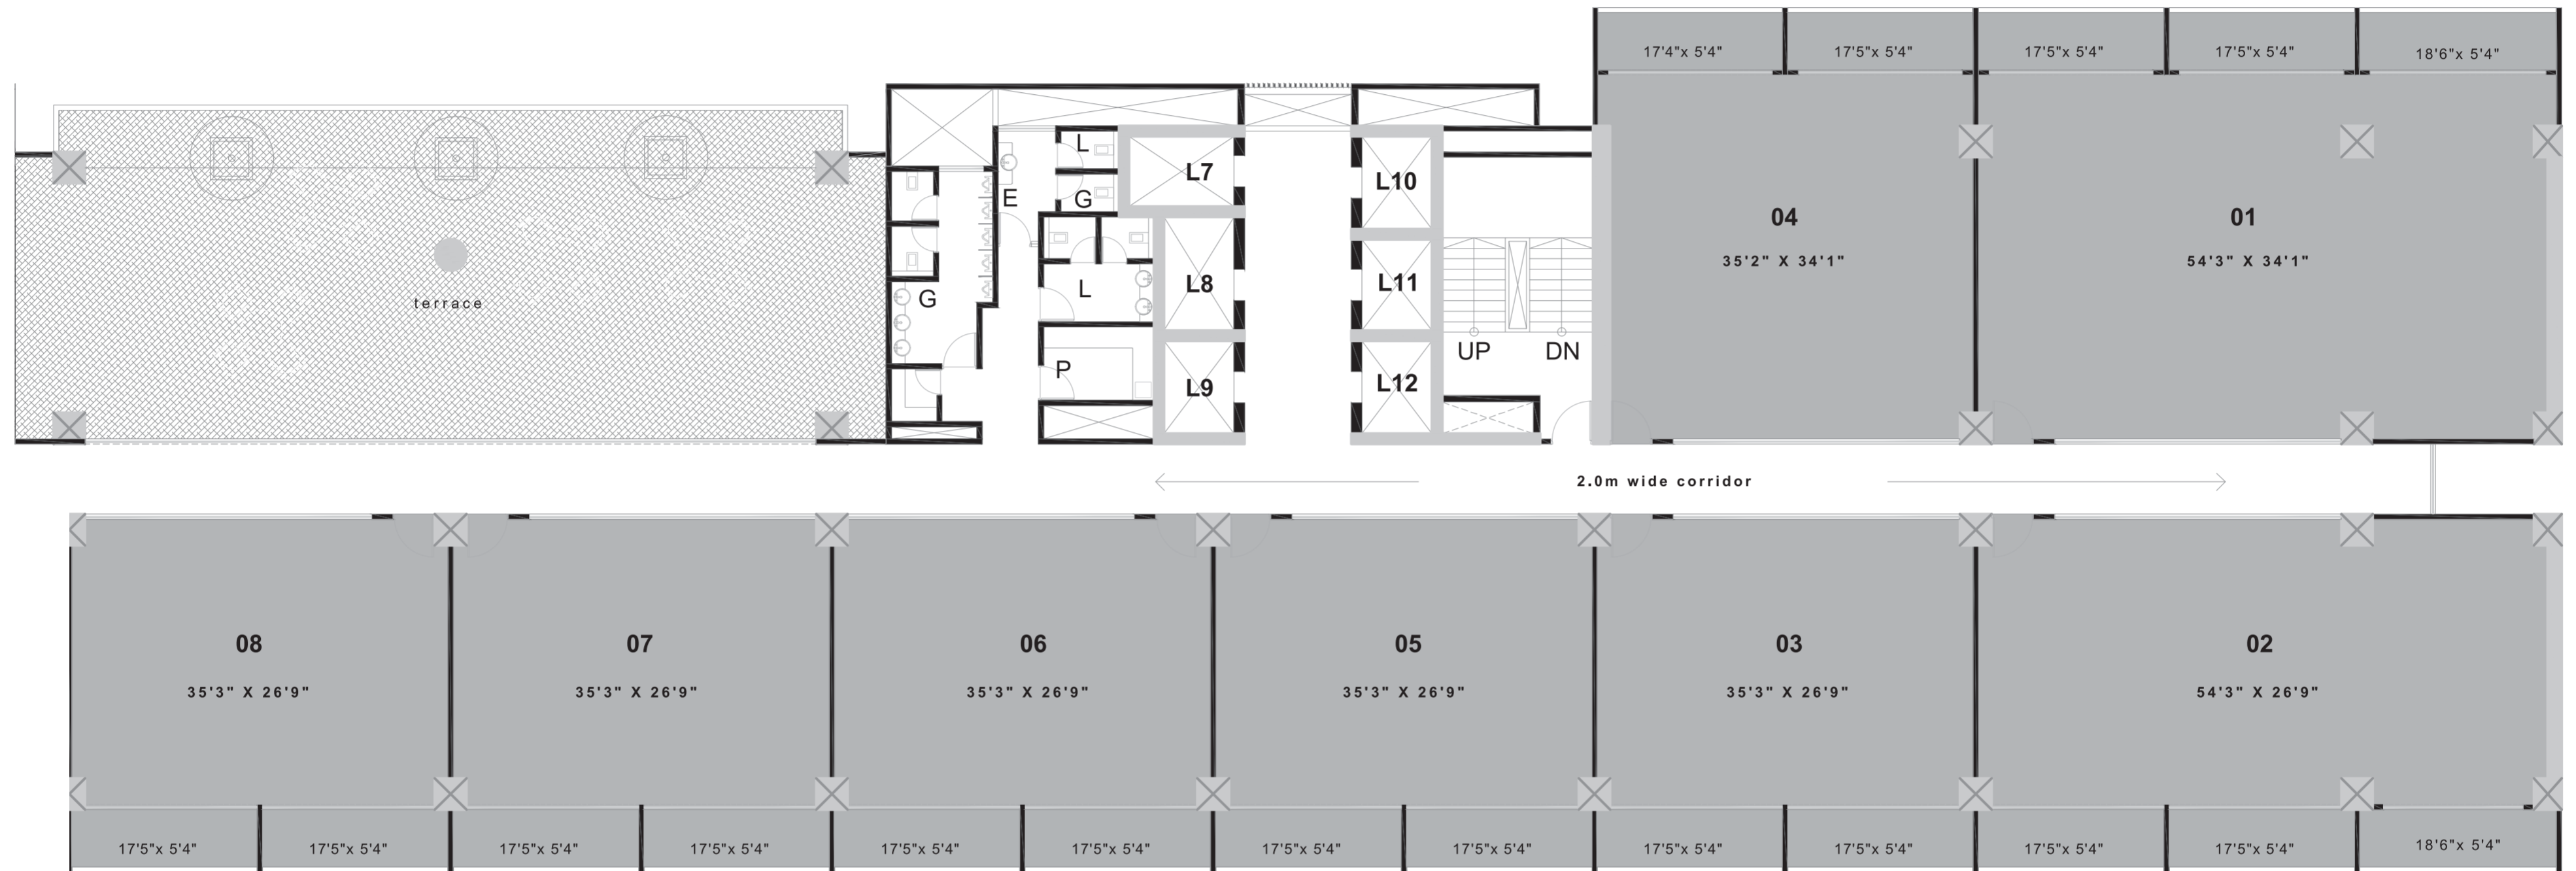 17'4"x 5'4"
17'5"x 5'4"
17'5"x 5'4"
17'5"x 5'4"
18'6"x 5'4"
L
L7
L10
E
G
04
01
35'2" X 34'1"
54'3" X 34'1"
terrace
G
L
L8
L11
P
L9
L12
UP
DN
2.0m wide corridor
08
07
06
05
03
02
35'3" X 26'9"
35'3" X 26'9"
35'3" X 26'9"
35'3" X 26'9"
35'3" X 26'9"
54'3" X 26'9"
17'5"x 5'4"
17'5"x 5'4"
17'5"x 5'4"
17'5"x 5'4"
17'5"x 5'4"
17'5"x 5'4"
17'5"x 5'4"
17'5"x 5'4"
17'5"x 5'4"
17'5"x 5'4"
17'5"x 5'4"
17'5"x 5'4"
18'6"x 5'4"